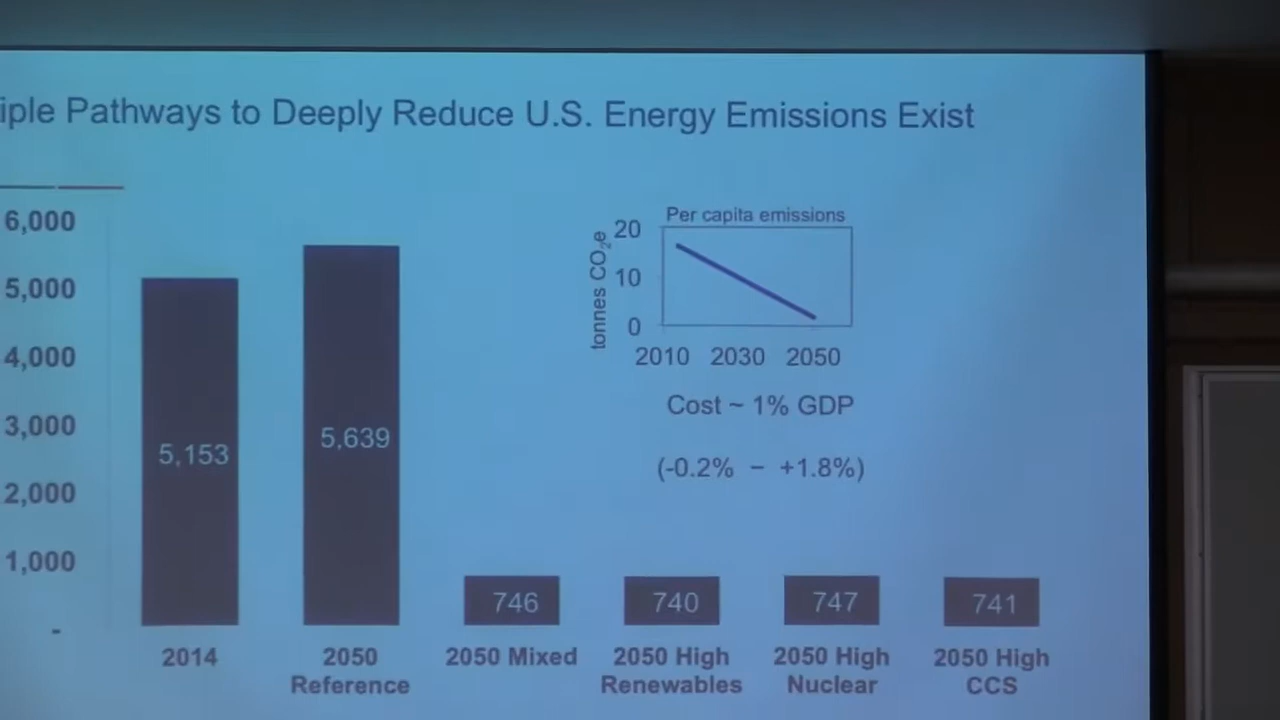 Pathways to Deeply Reduce U.S. Energy Emissions Exist
6,000
5,000
4,000
3,000
2,000
1,000
-
5,153
5,639
746
740
747
741
2014
2050
Reference
2050 Mixed
2050 High
Renewables
2050 High
Nuclear
2050 High
CCS
Per capita emissions
tonnes CO₂e
20
10
0
2010 2030 2050
Cost ~ 1% GDP
(-0.2% – +1.8%)